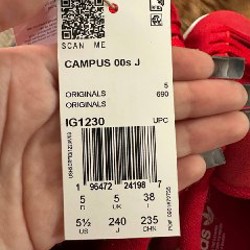 SCAN ME
CAMPUS 00s J
ORIGINALS 5
ORIGINALS 690
IG1230 UPC
1 96472 24198 7
5 5 38 I
D UK F
5½ 240 235
US J CHN